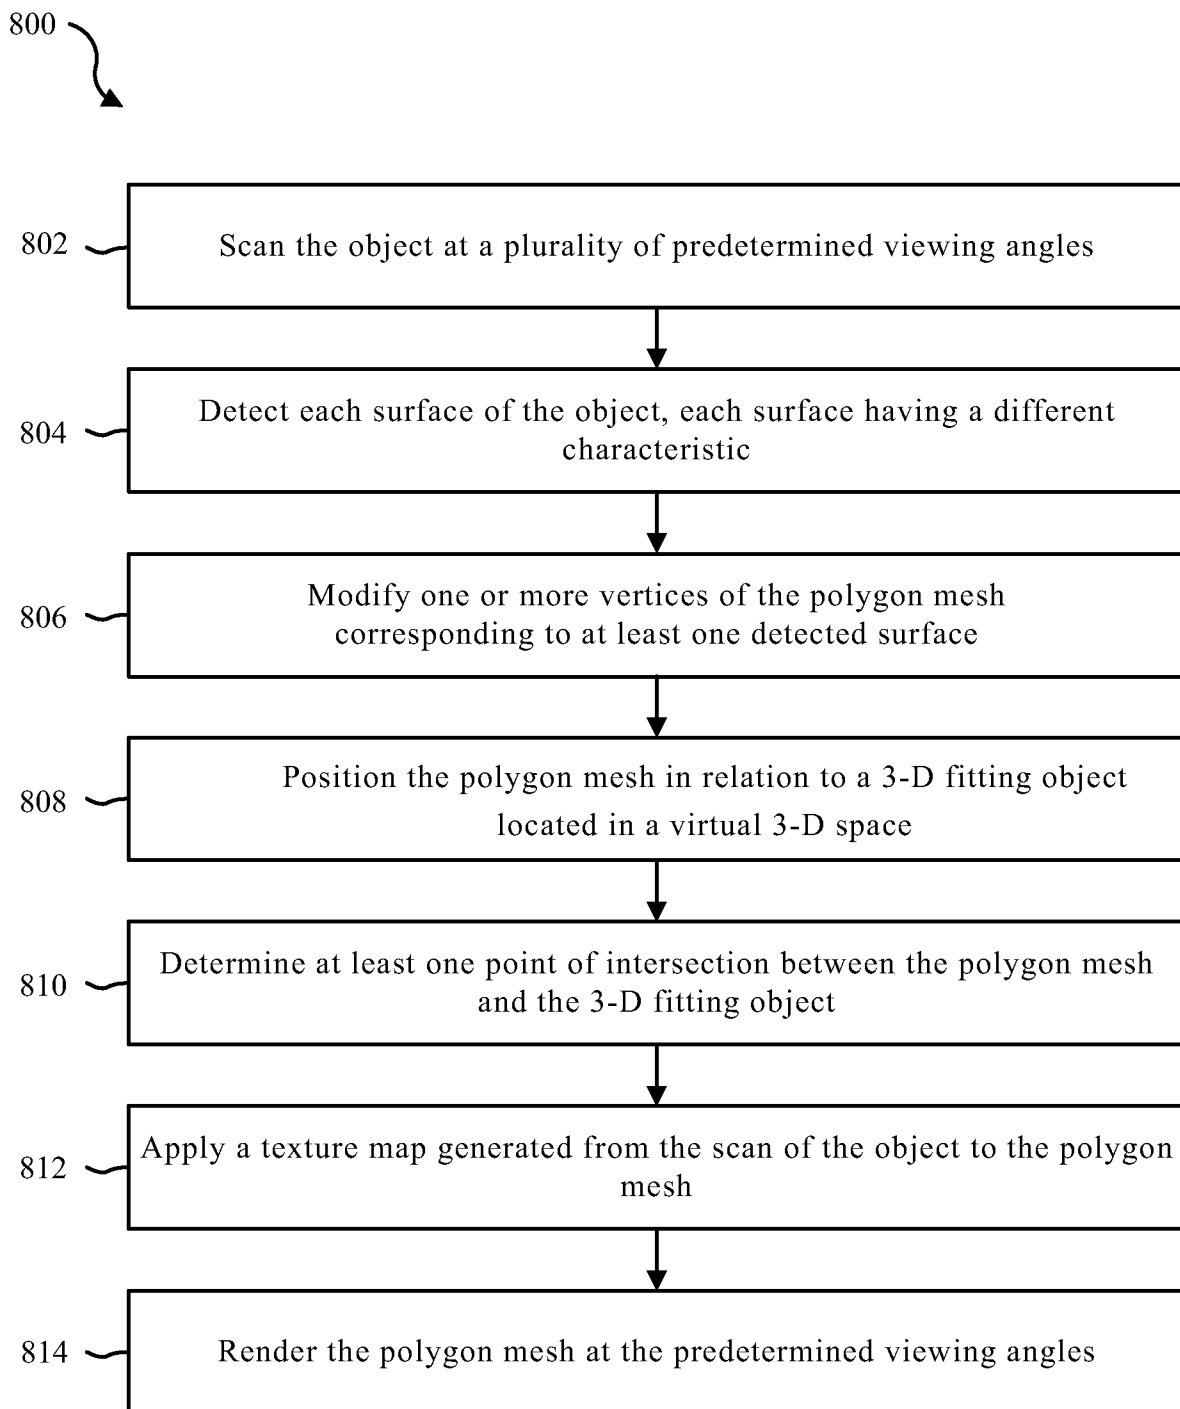 800
802
Scan the object at a plurality of predetermined viewing angles
804
Detect each surface of the object, each surface having a different
characteristic
806
Modify one or more vertices of the polygon mesh
corresponding to at least one detected surface
808
Position the polygon mesh in relation to a 3-D fitting object
located in a virtual 3-D space
810
Determine at least one point of intersection between the polygon mesh
and the 3-D fitting object
812
Apply a texture map generated from the scan of the object to the polygon
mesh
814
Render the polygon mesh at the predetermined viewing angles